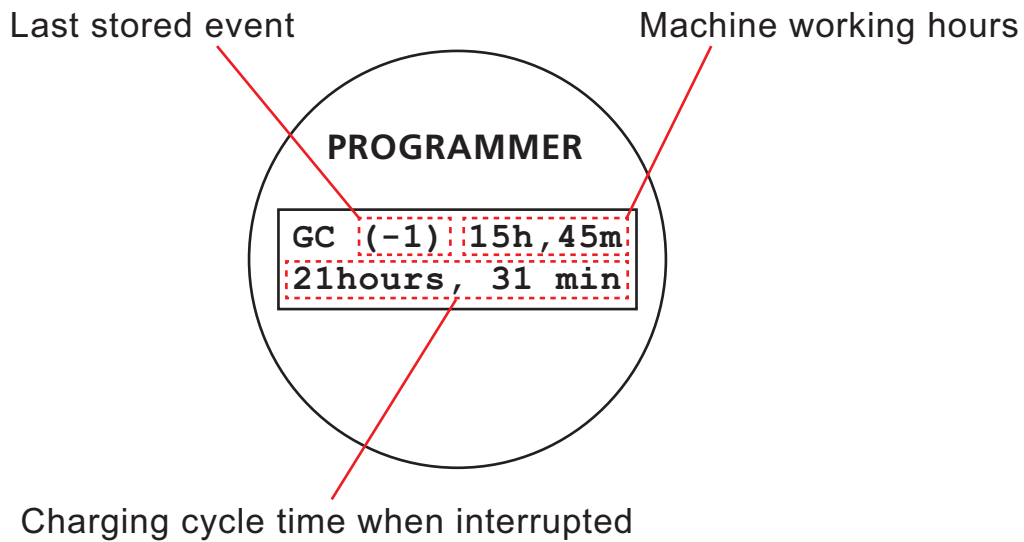 Last stored event
Machine working hours
PROGRAMMER
GC (-1) 15h,45m
21hours, 31 min
Charging cycle time when interrupted